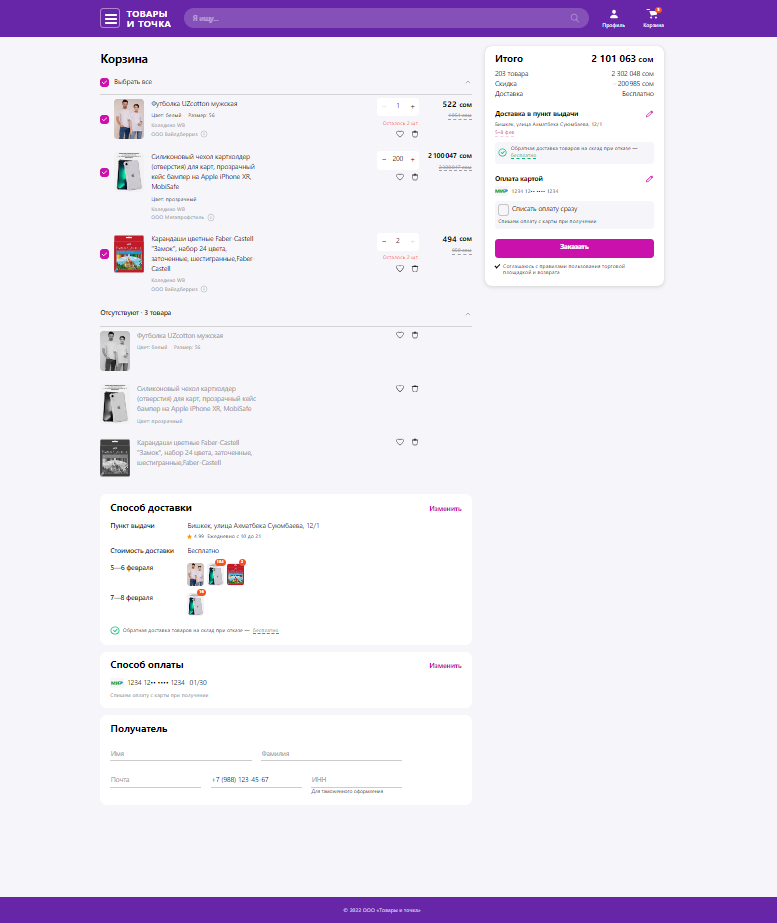 ТОВАРЫ
И ТОЧКА
Я ищу...
Профиль
Корзина
Корзина
Выбрать все
Футболка UZcotton мужская
Цвет: белый Размер: 56
Коледино WB
ООО Вайлдберриз
1
Осталось 2 шт.
522 сом
Силиконовый чехол картхолдер
(отверстия) для карт, прозрачный
кейс бампер на Apple iPhone XR,
MobiSafe
Цвет: прозрачный
Коледино WB
ООО Мегапрофстиль
200
2 100 047 сом
Карандаши цветные Faber-Castell
"Замок", набор 24 цвета,
заточенные, шестигранные,Faber-
Castell
Коледино WB
ООО Вайлдберриз
2
Осталось 2 шт.
494 сом
Отсутствуют · 3 товара
Футболка UZcotton мужская
Цвет: белый Размер: 56
Силиконовый чехол картхолдер
(отверстия) для карт, прозрачный кейс
бампер на Apple iPhone XR, MobiSafe
Цвет: прозрачный
Карандаши цветные Faber-Castell
"Замок", набор 24 цвета, заточенные,
шестигранные,Faber-Castell
Способ доставки
Изменить
Пункт выдачи
Бишкек, улица Ахматбека Суюмбаева, 12/1
4.99 Ежедневно с 10 до 21
Стоимость доставки
Бесплатно
5—6 февраля
7—8 февраля
Обратная доставка товаров на склад при отказе — бесплатно
Способ оплаты
Изменить
МИР 1234 12•• •••• 1234 01/30
Спишем оплату с карты при получении
Получатель
Имя
Фамилия
Почта
+7 (988) 123-45-67
ИНН
Для таможенного оформления
Итого 2 101 063 сом
203 товара 2 302 048 сом
Скидка 200 985 сом
Доставка Бесплатно
Доставка в пункт выдачи
Бишкек, улица Ахматбека Суюмбаева, 12/1
5–8 фев
Обратная доставка товаров на склад при отказе —
бесплатно
Оплата картой
МИР 1234 12•• •••• 1234
Списать оплату сразу
Спишем оплату с карты при получении
Заказать
Соглашаюсь с правилами пользования торговой
площадкой и возврата
© 2022 ООО «Товары и точка»